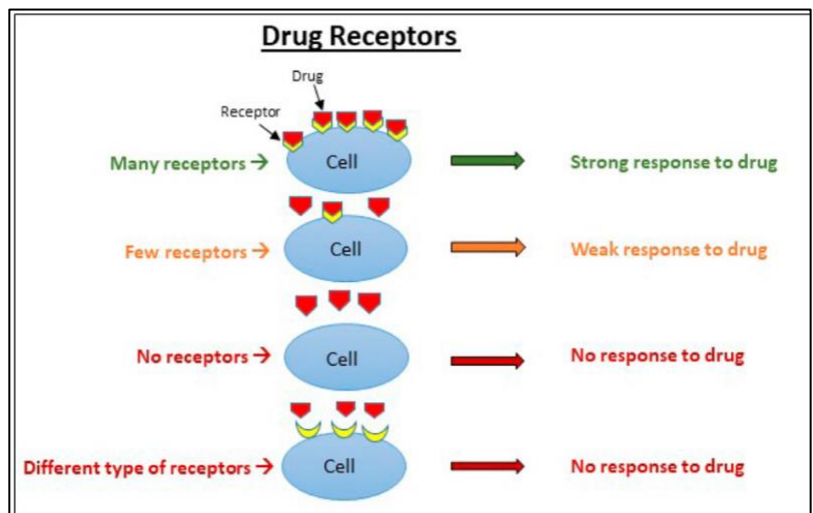 Drug Receptors
Drug
Receptor
Many receptors → Cell Strong response to drug
Few receptors → Cell Weak response to drug
No receptors → Cell No response to drug
Different type of receptors → Cell No response to drug